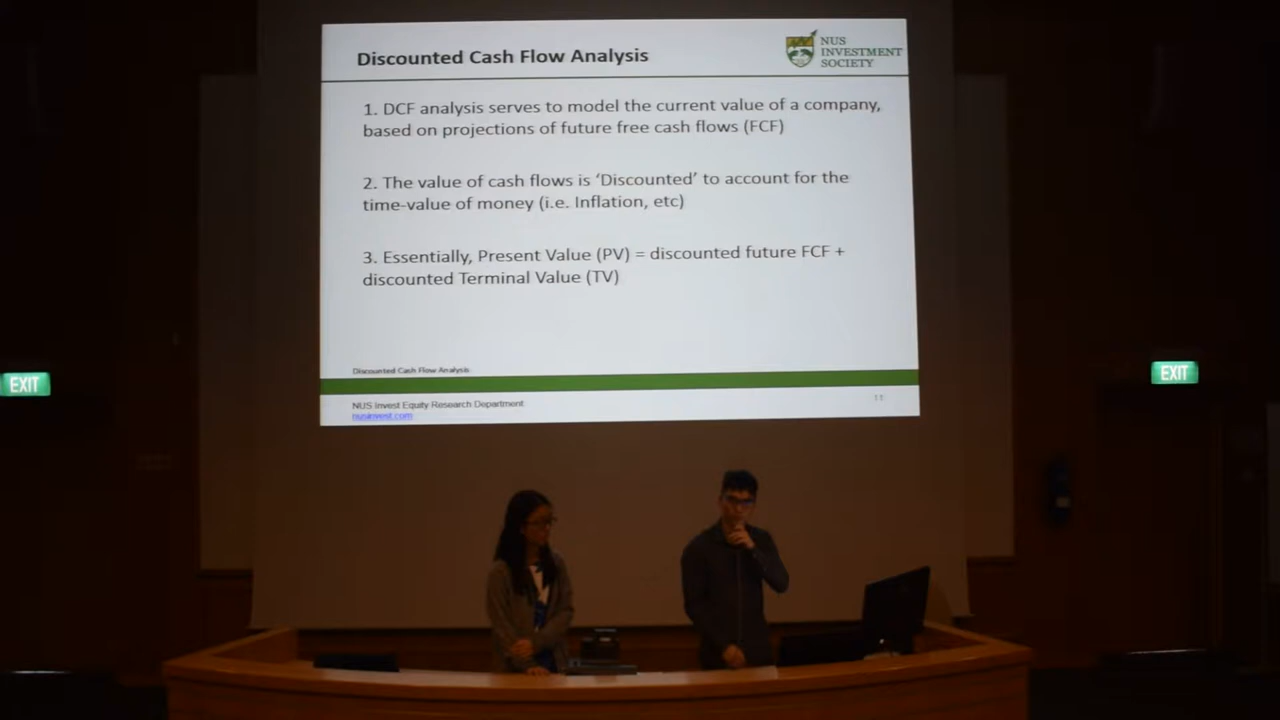 Discounted Cash Flow Analysis
NUS
INVESTMENT
SOCIETY
1. DCF analysis serves to model the current value of a company,
based on projections of future free cash flows (FCF)
2. The value of cash flows is ‘Discounted’ to account for the
time-value of money (i.e. Inflation, etc)
3. Essentially, Present Value (PV) = discounted future FCF +
discounted Terminal Value (TV)
Discounted Cash Flow Analysis
NUS Invest Equity Research Department
nusinvest.com
11
EXIT
EXIT